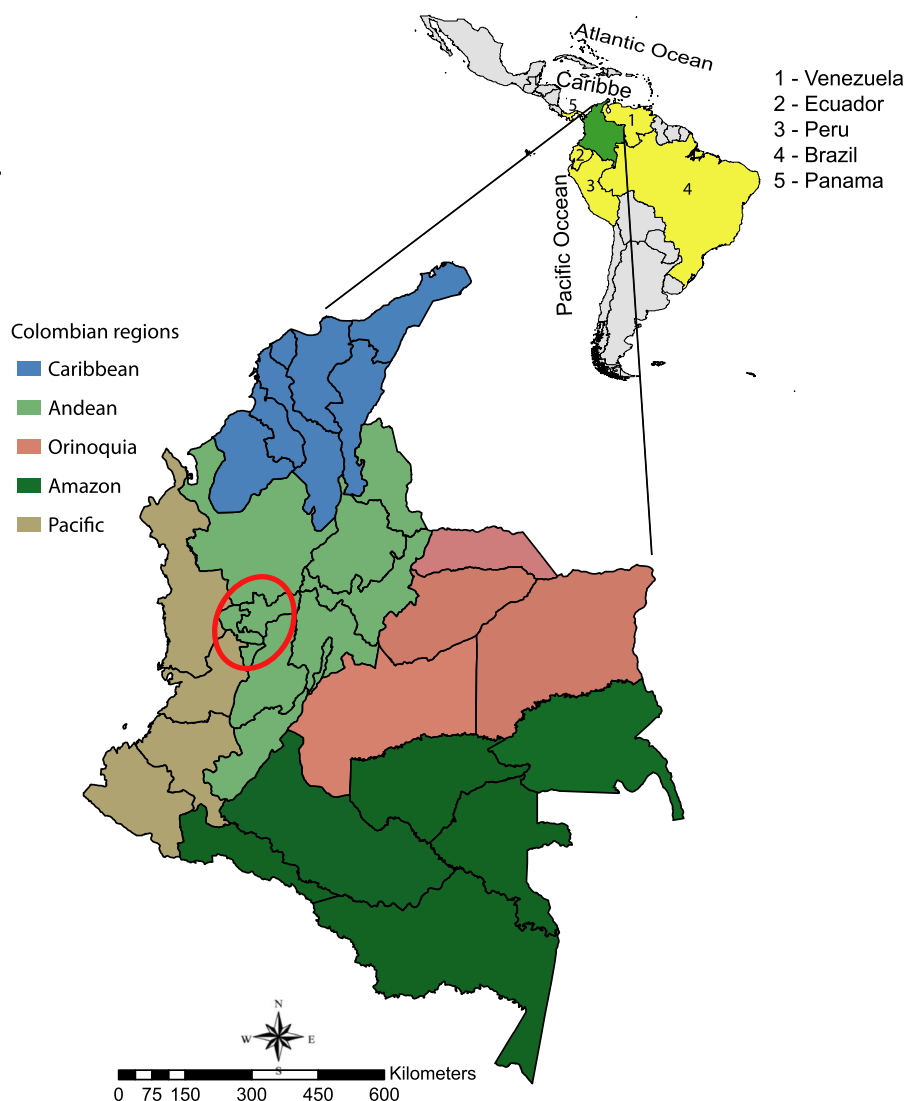 Atlantic Ocean
Caribbe
1 - Venezuela
2 - Ecuador
3 - Peru
4 - Brazil
5 - Panama
5
1
2
3
4
Pacific Occean
Colombian regions
Caribbean
Andean
Orinoquia
Amazon
Pacific
N
W
E
S
Kilometers
0 75 150 300 450 600